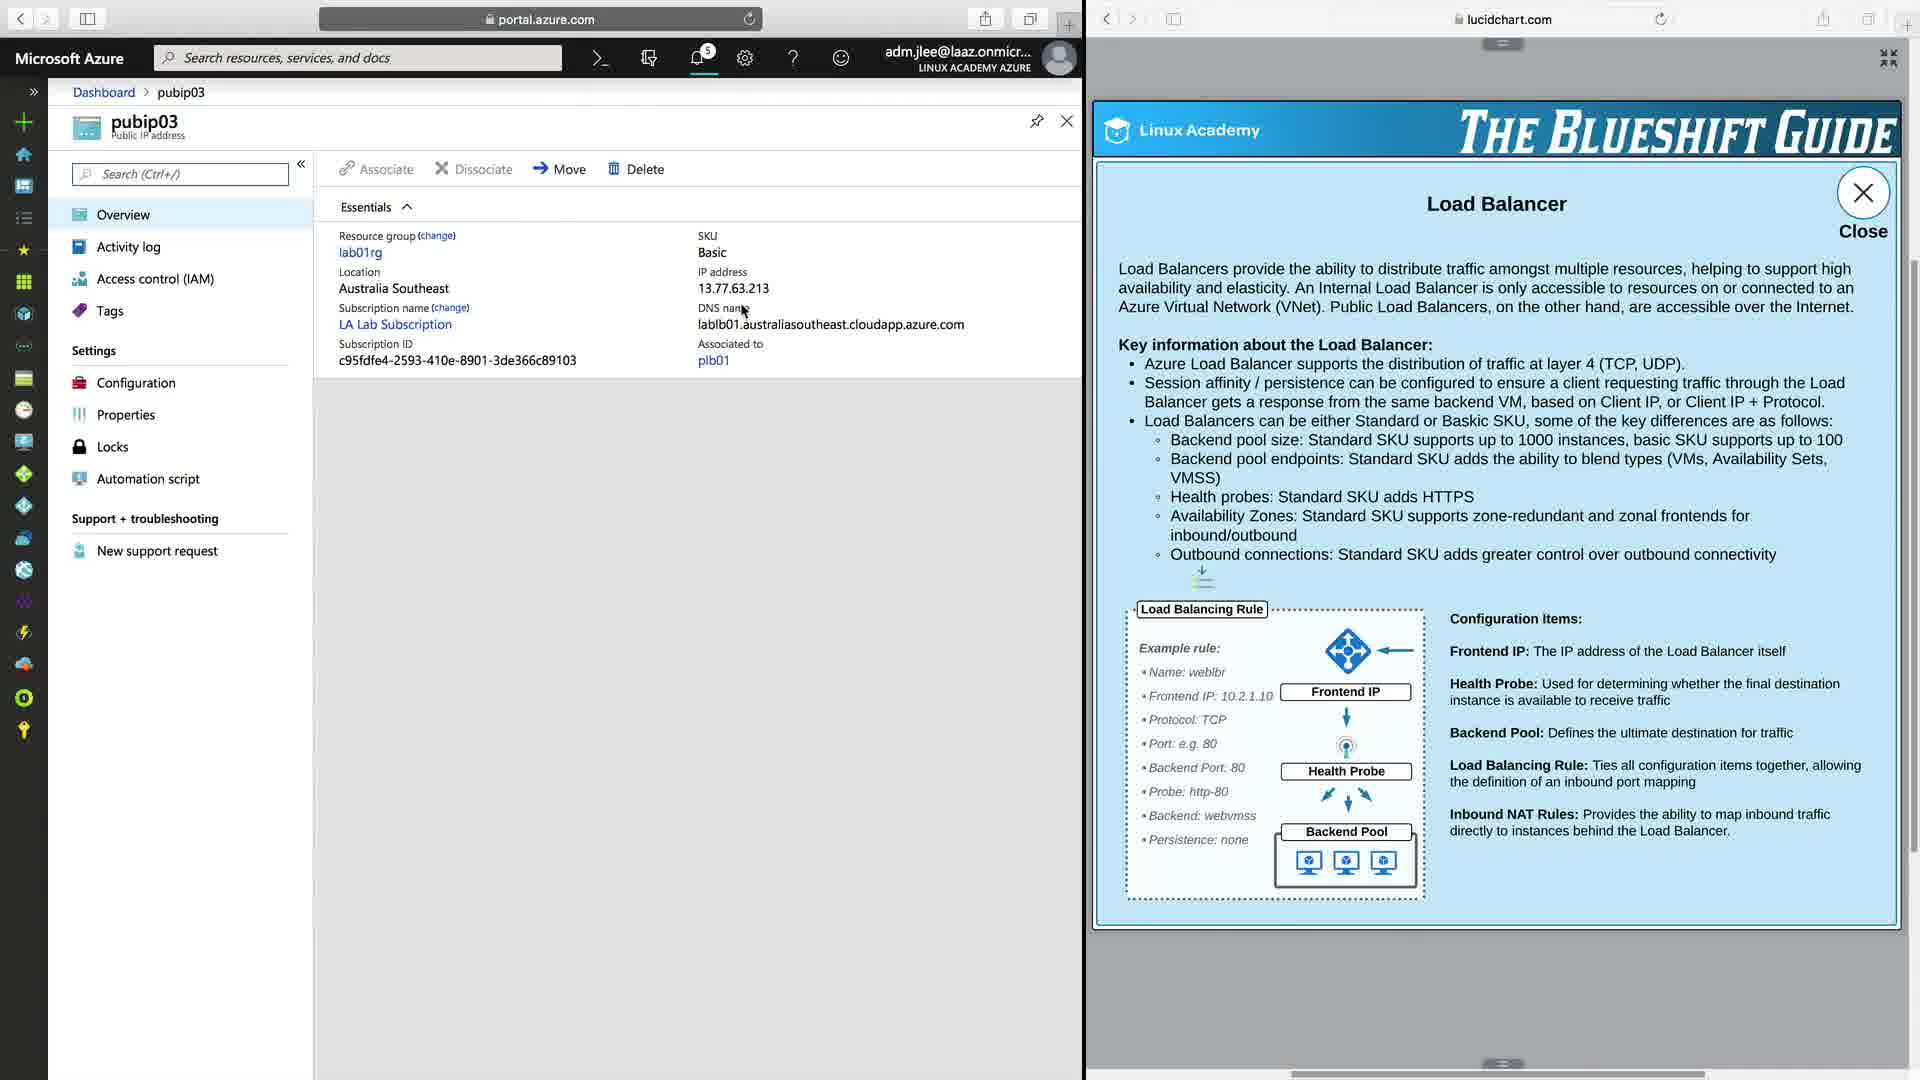 portal.azure.com
Microsoft Azure
Search resources, services, and docs
5
adm.jlee@laaz.onmicr...
LINUX ACADEMY AZURE
Dashboard > pubip03
pubip03
Public IP address
Search (Ctrl+/)
Overview
Activity log
Access control (IAM)
Tags
Settings
Configuration
Properties
Locks
Automation script
Support + troubleshooting
New support request
Associate
Dissociate
Move
Delete
Essentials
Resource group (change)
lab01rg
Location
Australia Southeast
Subscription name (change)
LA Lab Subscription
Subscription ID
c95fdfe4-2593-410e-8901-3de366c89103
SKU
Basic
IP address
13.77.63.213
DNS name
lablb01.australiasoutheast.cloudapp.azure.com
Associated to
plb01
lucidchart.com
Linux Academy
THE BLUESHIFT GUIDE
Load Balancer
Close
Load Balancers provide the ability to distribute traffic amongst multiple resources, helping to support high
availability and elasticity. An Internal Load Balancer is only accessible to resources on or connected to an
Azure Virtual Network (VNet). Public Load Balancers, on the other hand, are accessible over the Internet.
Key information about the Load Balancer:
• Azure Load Balancer supports the distribution of traffic at layer 4 (TCP, UDP).
• Session affinity / persistence can be configured to ensure a client requesting traffic through the Load
Balancer gets a response from the same backend VM, based on Client IP, or Client IP + Protocol.
• Load Balancers can be either Standard or Baskic SKU, some of the key differences are as follows:
◦ Backend pool size: Standard SKU supports up to 1000 instances, basic SKU supports up to 100
◦ Backend pool endpoints: Standard SKU adds the ability to blend types (VMs, Availability Sets,
VMSS)
◦ Health probes: Standard SKU adds HTTPS
◦ Availability Zones: Standard SKU supports zone-redundant and zonal frontends for
inbound/outbound
◦ Outbound connections: Standard SKU adds greater control over outbound connectivity
Load Balancing Rule
Example rule:
• Name: weblbr
• Frontend IP: 10.2.1.10
• Protocol: TCP
• Port: e.g. 80
• Backend Port: 80
• Probe: http-80
• Backend: webvmss
• Persistence: none
Frontend IP
Health Probe
Backend Pool
Configuration Items:
Frontend IP: The IP address of the Load Balancer itself
Health Probe: Used for determining whether the final destination
instance is available to receive traffic
Backend Pool: Defines the ultimate destination for traffic
Load Balancing Rule: Ties all configuration items together, allowing
the definition of an inbound port mapping
Inbound NAT Rules: Provides the ability to map inbound traffic
directly to instances behind the Load Balancer.